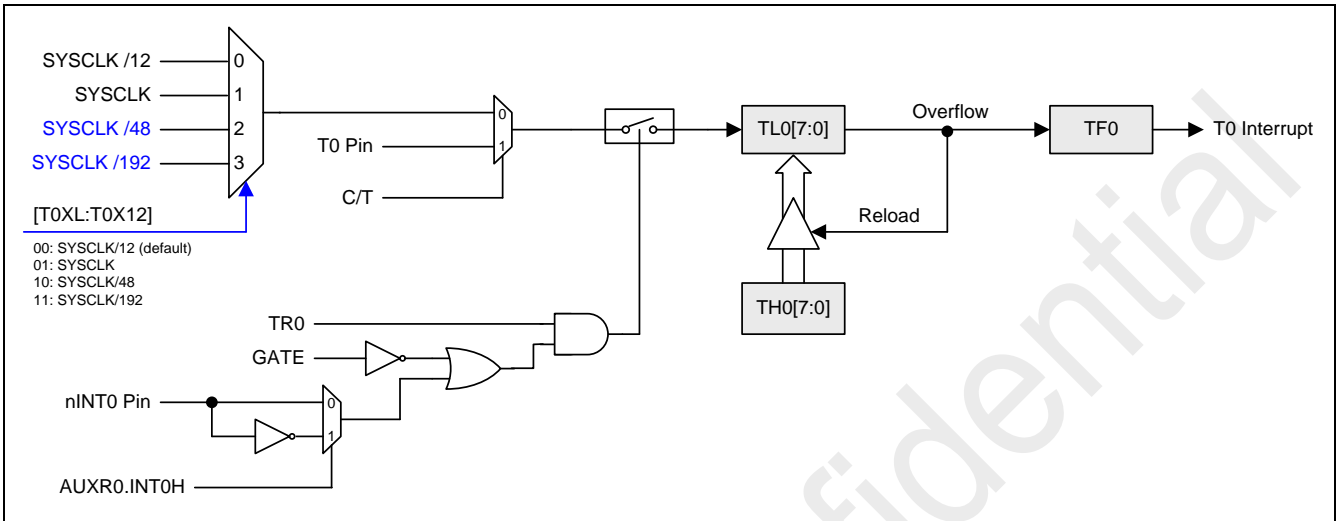 SYSCLK /12
0
SYSCLK
1
SYSCLK /48
2
SYSCLK /192
3
[T0XL:T0X12]
00: SYSCLK/12 (default)
01: SYSCLK
10: SYSCLK/48
11: SYSCLK/192
0
T0 Pin
1
C/T
TL0[7:0]
Overflow
TF0
T0 Interrupt
Reload
TH0[7:0]
TR0
GATE
nINT0 Pin
0
1
AUXR0.INT0H
fidential